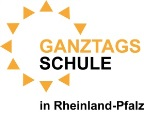 GANZTAGS
SCHULE
in Rheinland-Pfalz